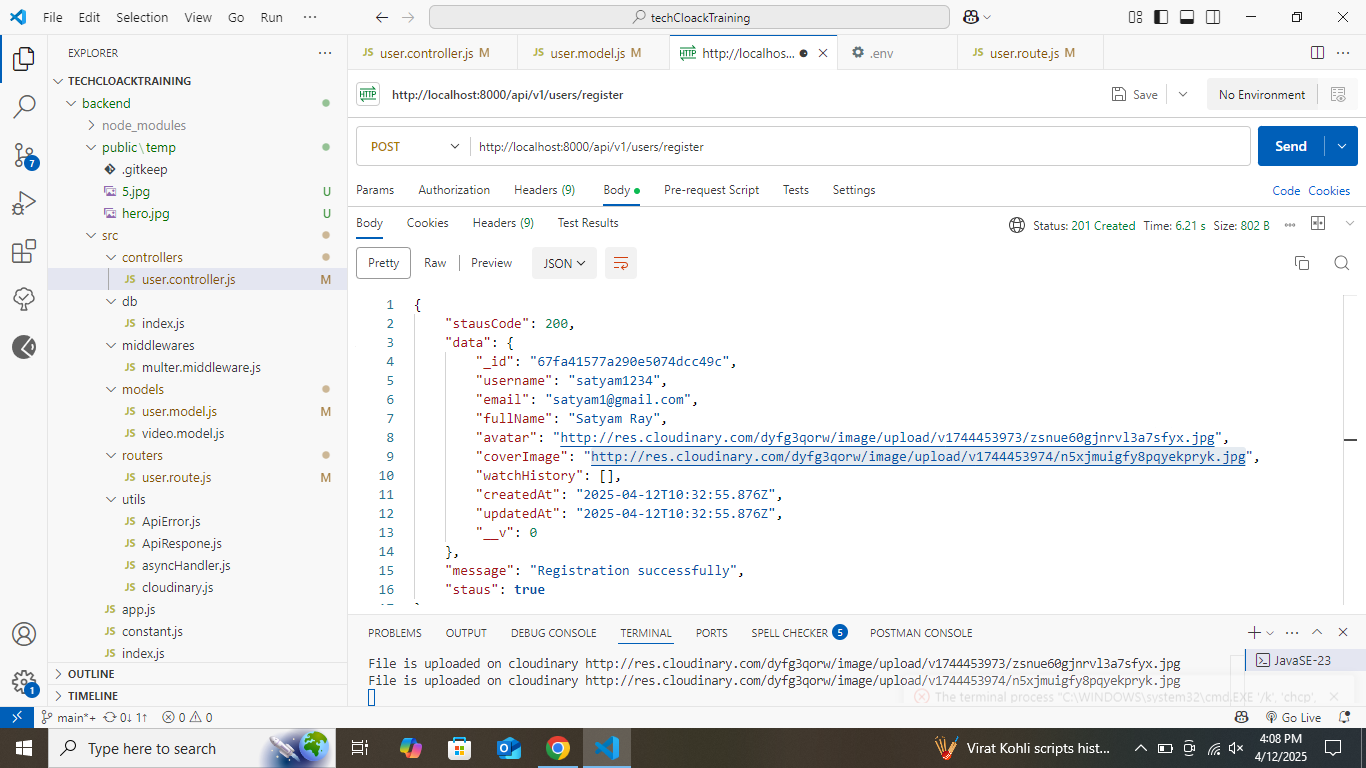 File Edit Selection View Go Run ··· techCloackTraining
EXPLORER ···
TECHCLOACKTRAINING
backend
node_modules
public \ temp
.gitkeep
5.jpg U
hero.jpg U
src
controllers
JS user.controller.js M
db
JS index.js
middlewares
JS multer.middleware.js
models
JS user.model.js M
JS video.model.js
routers
JS user.route.js M
utils
JS ApiError.js
JS ApiRespone.js
JS asyncHandler.js
JS cloudinary.js
JS app.js
JS constant.js
JS index.js
OUTLINE
TIMELINE
7
1
JS user.controller.js M JS user.model.js M HTTP http://localhos... .env JS user.route.js M ···
HTTP http://localhost:8000/api/v1/users/register Save No Environment
POST http://localhost:8000/api/v1/users/register Send
Params Authorization Headers (9) Body Pre-request Script Tests Settings Code Cookies
Body Cookies Headers (9) Test Results Status: 201 Created Time: 6.21 s Size: 802 B
Pretty Raw Preview JSON
1 {
2 "stausCode": 200,
3 "data": {
4 "_id": "67fa41577a290e5074dcc49c",
5 "username": "satyam1234",
6 "email": "satyam1@gmail.com",
7 "fullName": "Satyam Ray",
8 "avatar": "http://res.cloudinary.com/dyfg3qorw/image/upload/v1744453973/zsnue60gjnrvl3a7sfyx.jpg",
9 "coverImage": "http://res.cloudinary.com/dyfg3qorw/image/upload/v1744453974/n5xjmuigfy8pqyekpryk.jpg",
10 "watchHistory": [],
11 "createdAt": "2025-04-12T10:32:55.876Z",
12 "updatedAt": "2025-04-12T10:32:55.876Z",
13 "__v": 0
14 },
15 "message": "Registration successfully",
16 "staus": true
PROBLEMS OUTPUT DEBUG CONSOLE TERMINAL PORTS SPELL CHECKER 5 POSTMAN CONSOLE
File is uploaded on cloudinary http://res.cloudinary.com/dyfg3qorw/image/upload/v1744453973/zsnue60gjnrvl3a7sfyx.jpg
File is uploaded on cloudinary http://res.cloudinary.com/dyfg3qorw/image/upload/v1744453974/n5xjmuigfy8pqyekpryk.jpg
JavaSE-23
The terminal process "C:\WINDOWS\system32\cmd.EXE '/k', 'chcp',
main*+ 0↓ 1↑ 0 0 Go Live
Type here to search Virat Kohli scripts hist... 4:08 PM
4/12/2025